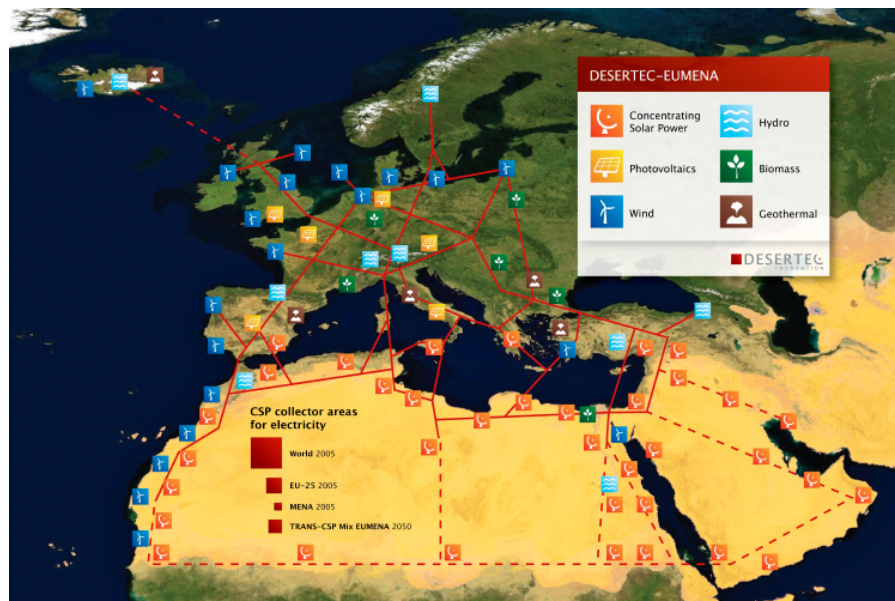 DESERTEC-EUMENA
Concentrating
Solar Power
Hydro
Photovoltaics
Biomass
Wind
Geothermal
DESERTEC
FOUNDATION
CSP collector areas
for electricity
World 2005
EU-25 2005
MENA 2005
TRANS-CSP Mix EUMENA 2050